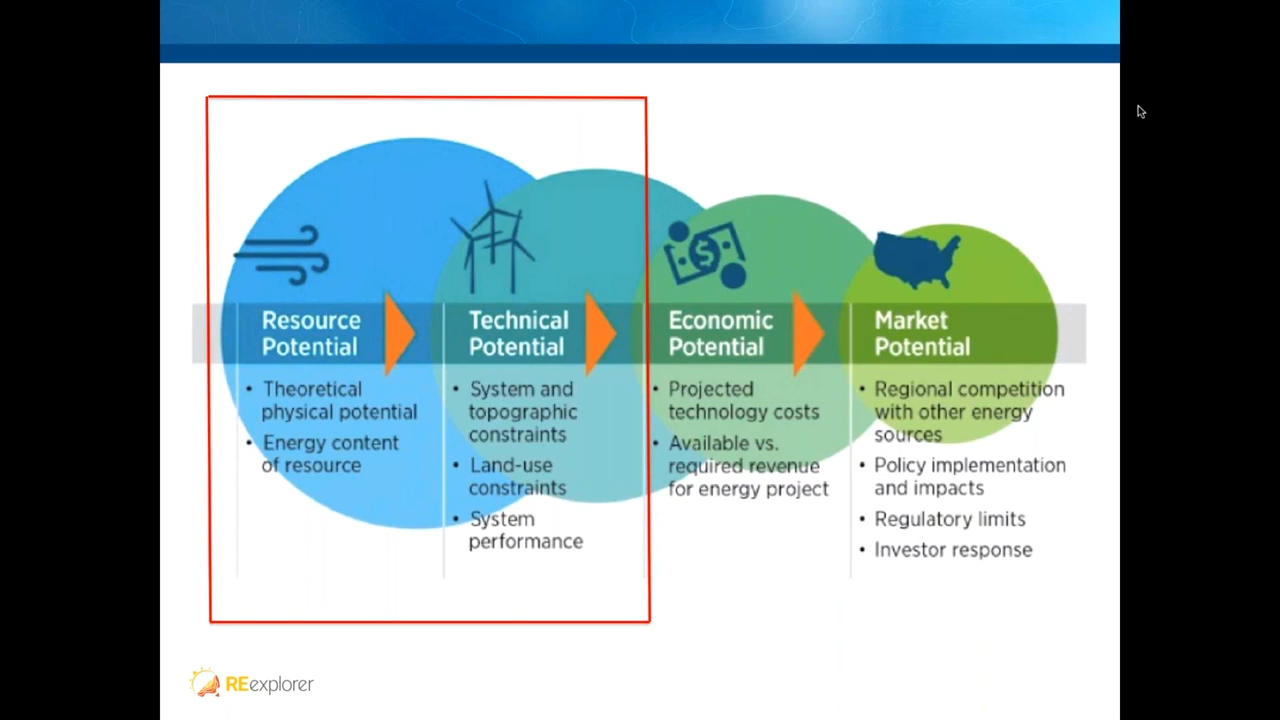 Resource
Potential
• Theoretical
physical potential
• Energy content
of resource
Technical
Potential
• System and
topographic
constraints
• Land-use
constraints
• System
performance
Economic
Potential
• Projected
technology costs
• Available vs.
required revenue
for energy project
Market
Potential
• Regional competition
with other energy
sources
• Policy implementation
and impacts
• Regulatory limits
• Investor response
REexplorer